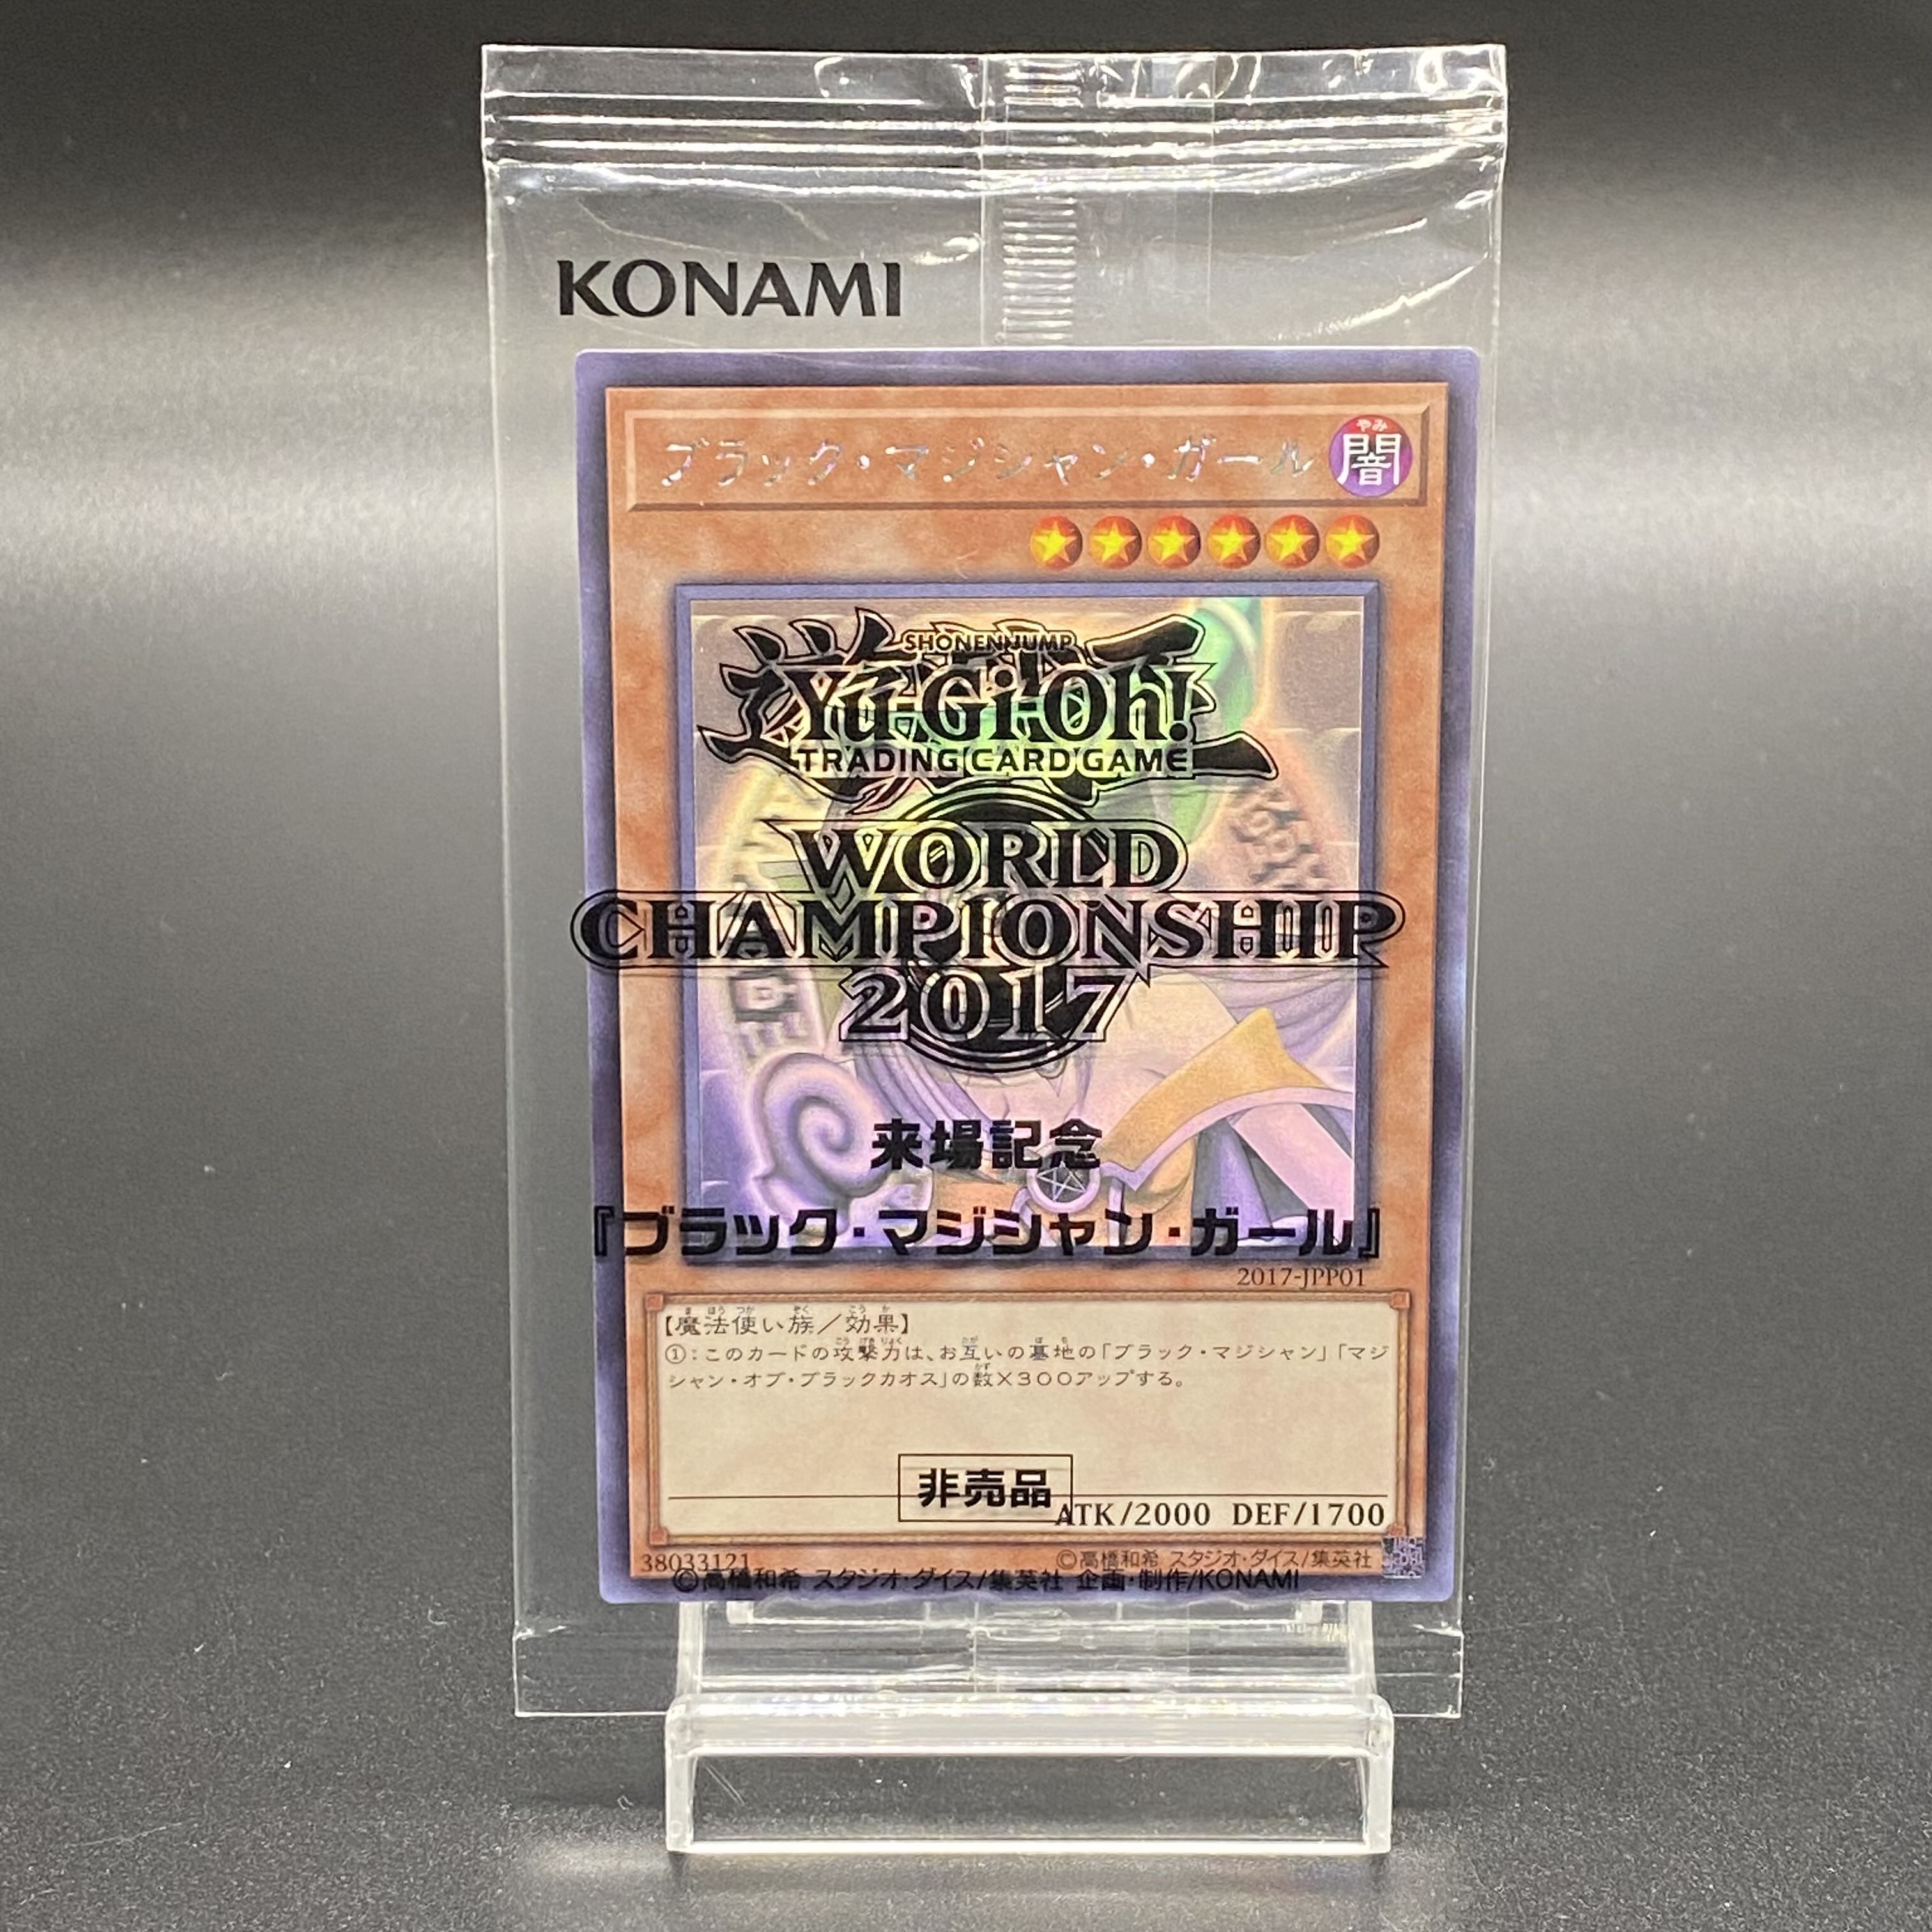 KONAMI
ブラック・マジシャン・ガール
やみ
闇
SHONEN JUMP
遊戯王
Yu-Gi-Oh!
TRADING CARD GAME
WORLD
CHAMPIONSHIP
2017
来場記念
『ブラック・マジシャン・ガール』
2017-JPP01
【魔法使い族／効果】
①：このカードの攻撃力は、お互いの墓地の「ブラック・マジシャン」「マジ
シャン・オブ・ブラックカオス」の数×３００アップする。
非売品
ATK/2000 DEF/1700
38033121
©高橋和希 スタジオ・ダイス/集英社
©高橋和希 スタジオ・ダイス/集英社 企画・制作/KONAMI